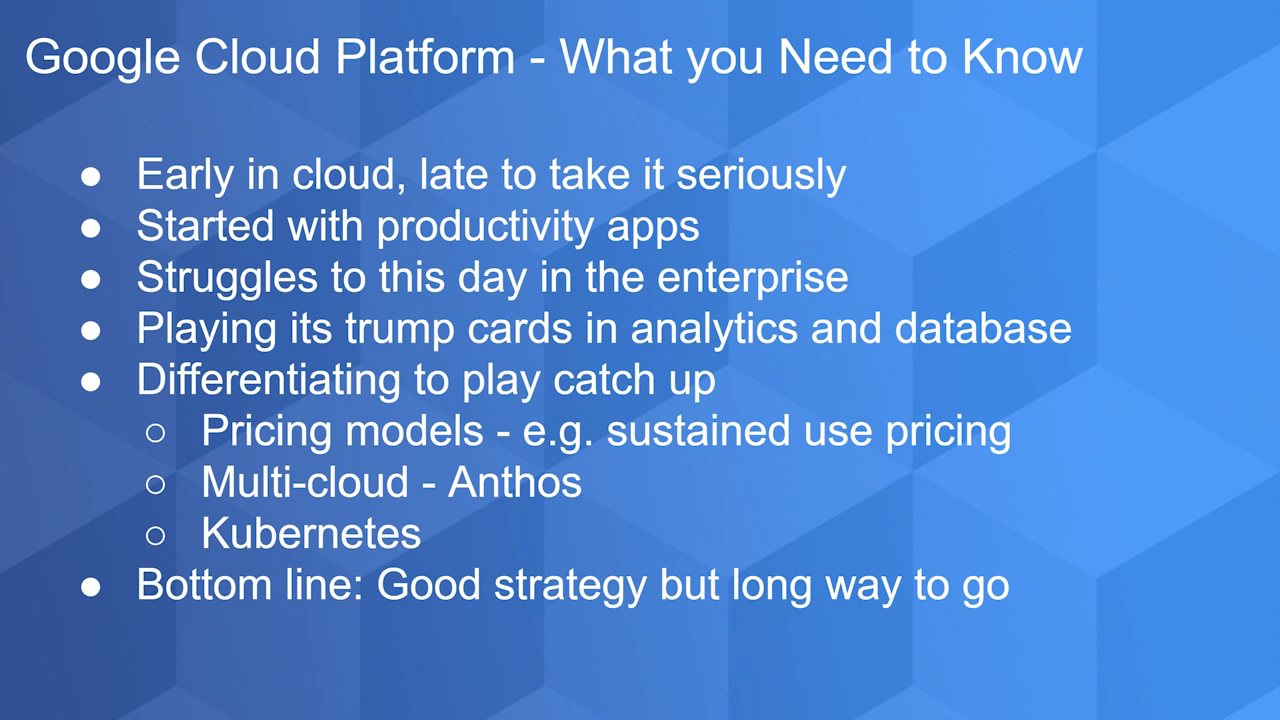 Google Cloud Platform - What you Need to Know
● Early in cloud, late to take it seriously
● Started with productivity apps
● Struggles to this day in the enterprise
● Playing its trump cards in analytics and database
● Differentiating to play catch up
○ Pricing models - e.g. sustained use pricing
○ Multi-cloud - Anthos
○ Kubernetes
● Bottom line: Good strategy but long way to go